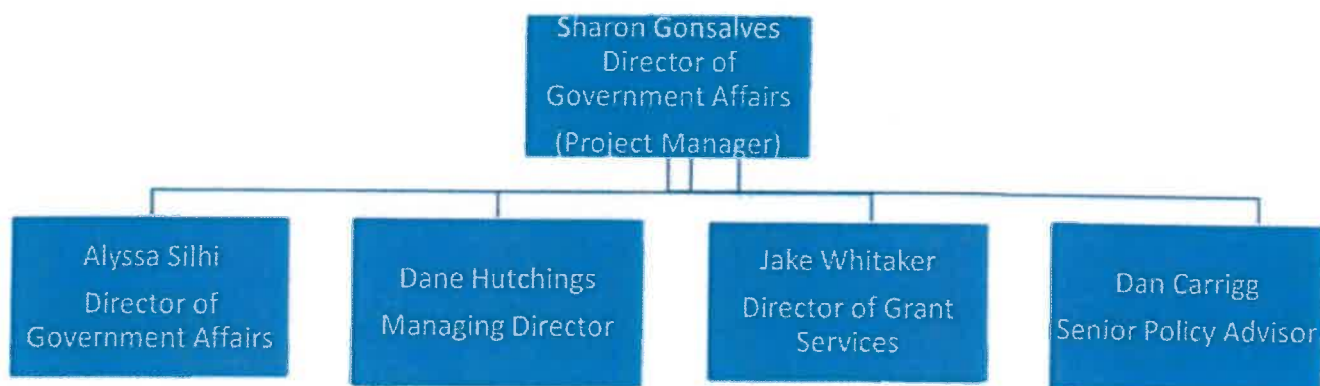 Sharon Gonsalves
Director of
Government Affairs
(Project Manager)
Alyssa Silhi
Director of
Government Affairs
Dane Hutchings
Managing Director
Jake Whitaker
Director of Grant
Services
Dan Carrigg
Senior Policy Advisor